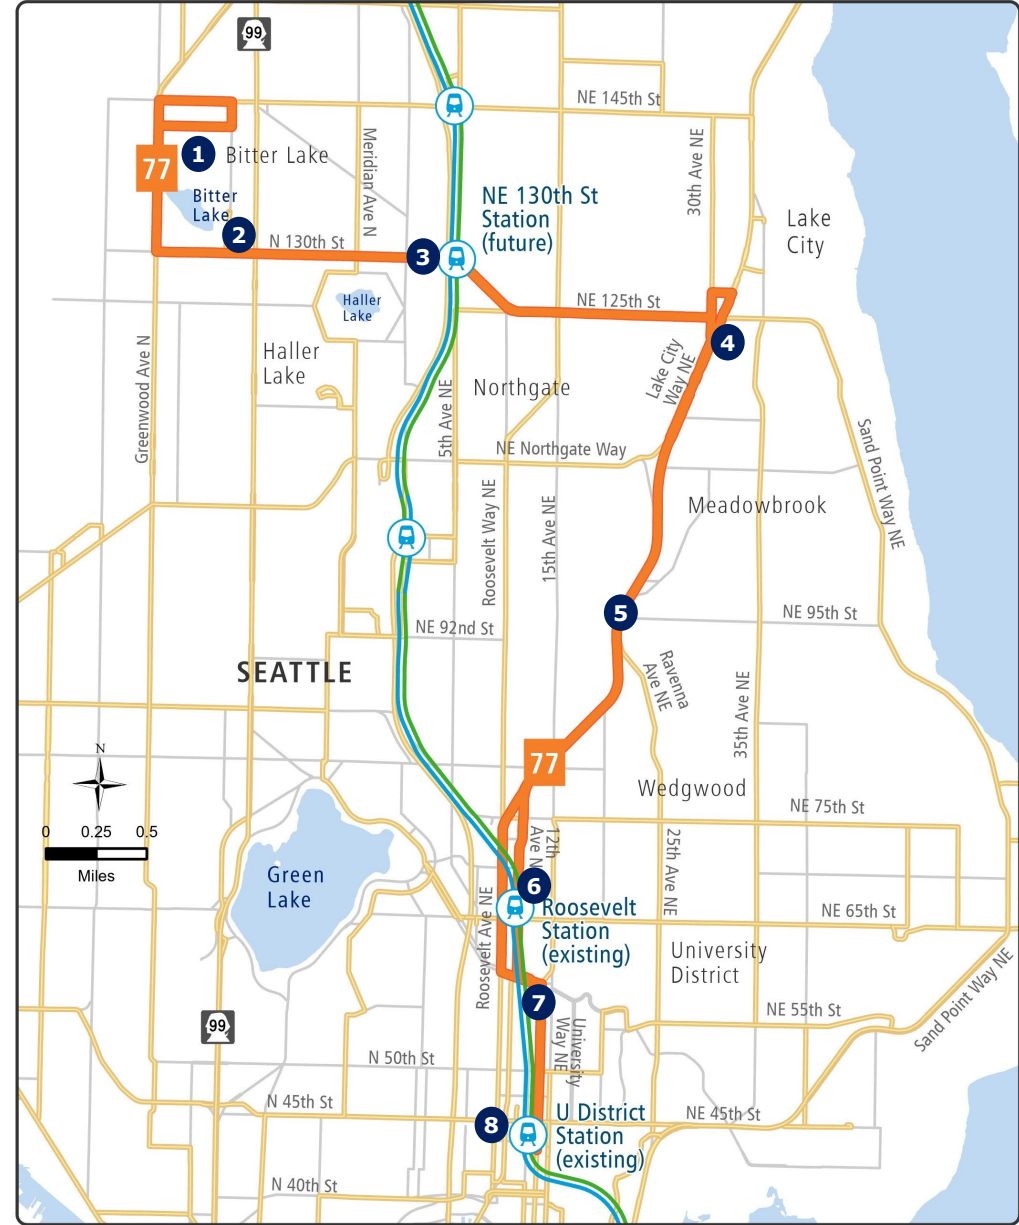 99
NE 145th St
Meridian Ave N
30th Ave NE
1
Bitter Lake
77
Bitter
Lake
NE 130th St
Station
(future)
Lake
City
2
N 130th St
3
Haller
Lake
NE 125th St
4
Haller
Lake
Greenwood Ave N
Lake City
Way NE
Northgate
5th Ave NE
NE Northgate Way
Sand Point Way NE
Roosevelt Way NE
15th Ave NE
Meadowbrook
5
NE 95th St
NE 92nd St
SEATTLE
Ravenna
Ave NE
35th Ave NE
N
77
Wedgwood
NE 75th St
0 0.25 0.5
Miles
12th
Ave N
25th Ave NE
Green
Lake
6
Roosevelt
Station
(existing)
NE 65th St
Roosevelt Ave NE
University
District
Sand Point Way NE
7
99
NE 55th St
University
Way NE
N 50th St
N 45th St
8
U District
Station
(existing)
NE 45th St
N 40th St